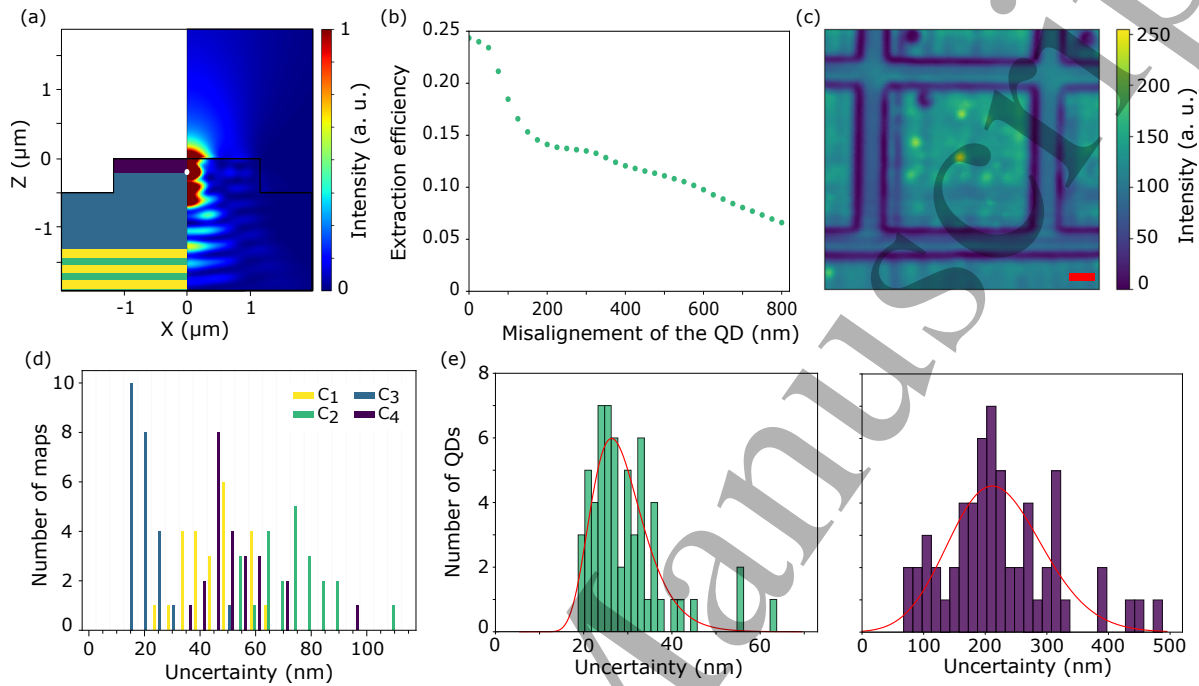 (a)
1
0
-1
Z (µm)
-1
0
1
X (µm)
1
0
Intensity (a. u.)
(b)
0.25
0.20
0.15
0.10
0.05
0
Extraction efficiency
0
200
400
600
800
Misalignement of the QD (nm)
(c)
250
200
150
100
50
0
Intensity (a. u.)
(d)
10
8
6
4
2
0
Number of maps
C1
C2
C3
C4
0
20
40
60
80
100
Uncertainty (nm)
(e)
8
6
4
2
0
Number of QDs
20
40
60
Uncertainty (nm)
0
100
200
300
400
500
Uncertainty (nm)